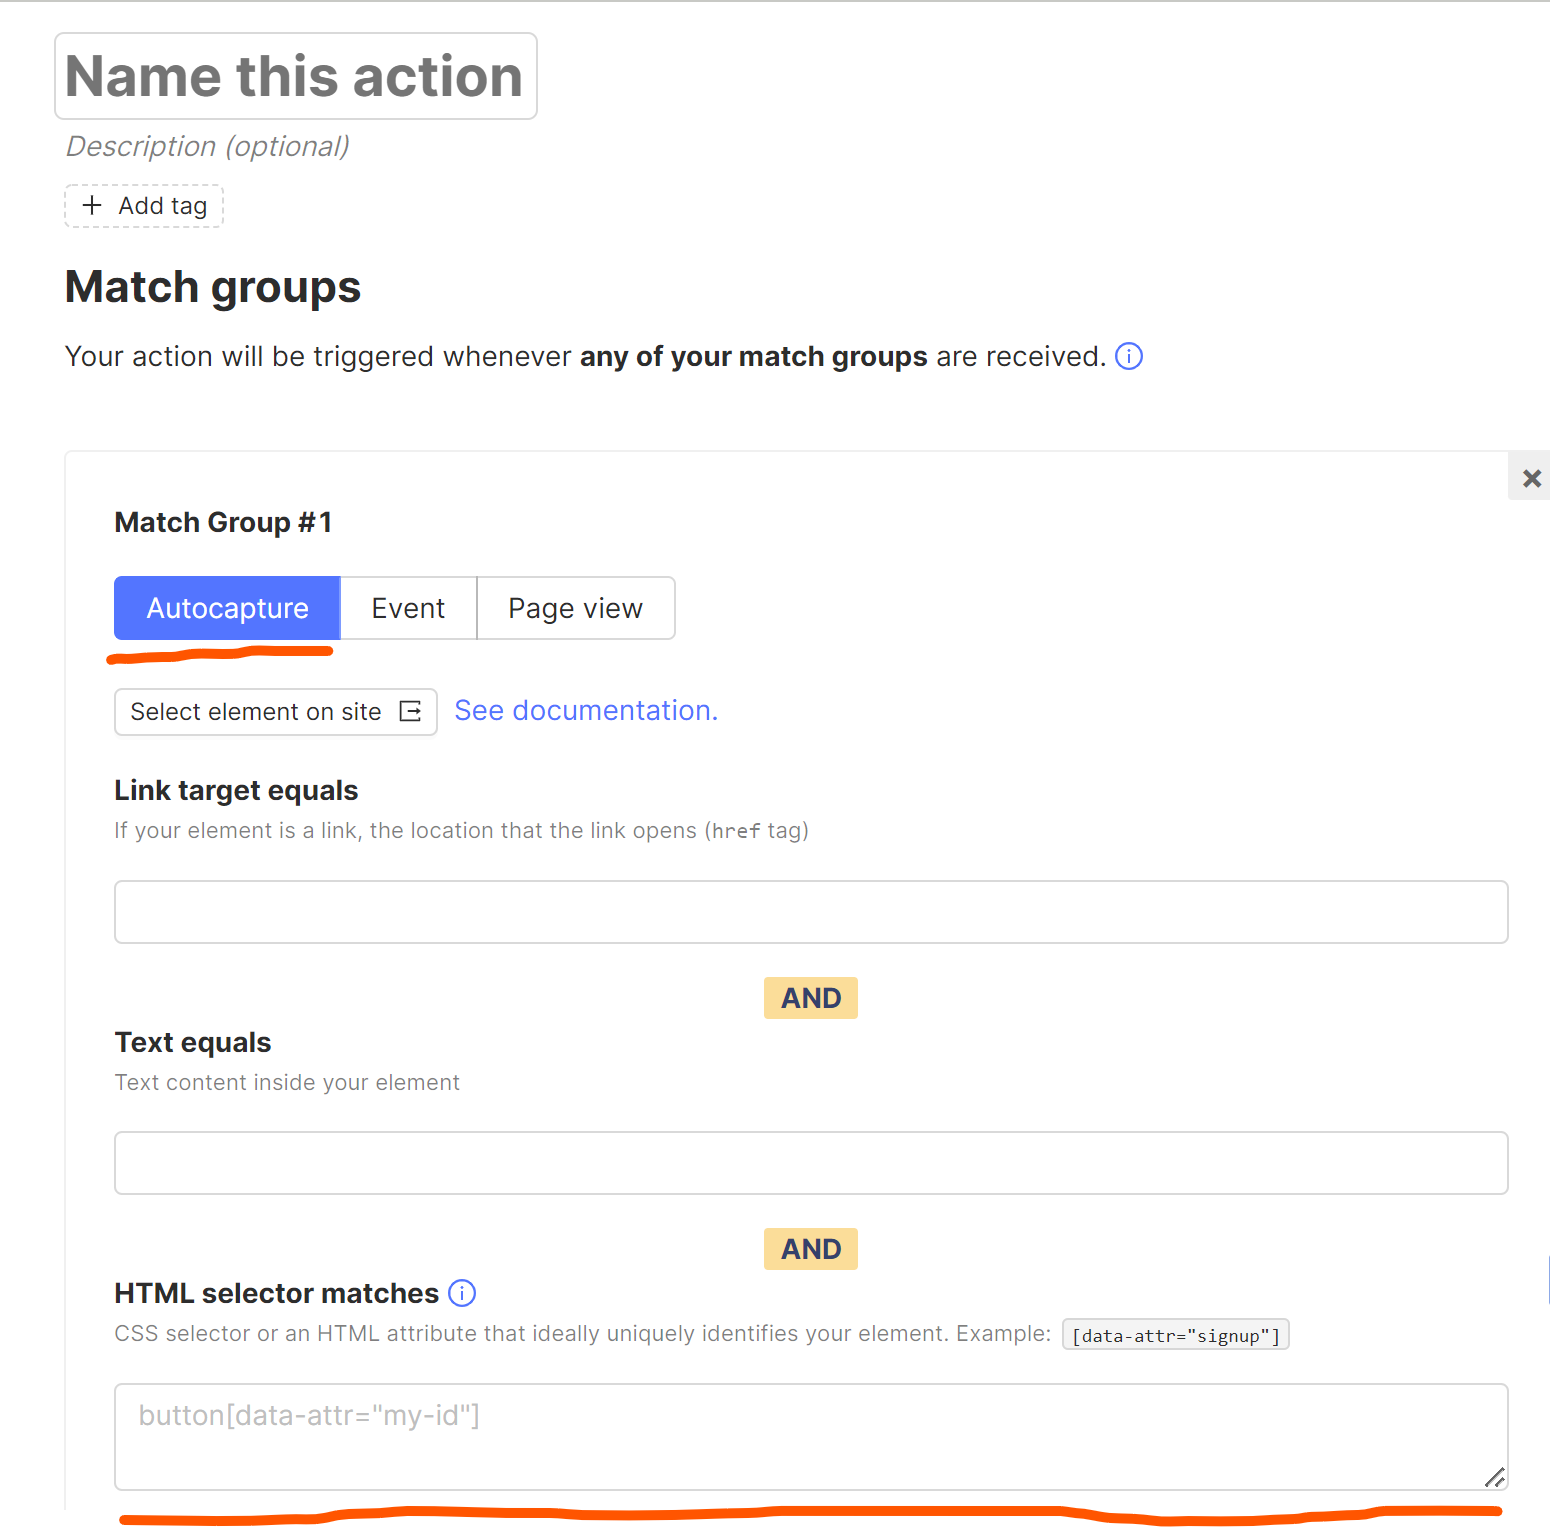 Name this action
Description (optional)
+ Add tag
Match groups
Your action will be triggered whenever any of your match groups are received.
Match Group #1
Autocapture Event Page view
Select element on site See documentation.
Link target equals
If your element is a link, the location that the link opens (href tag)
AND
Text equals
Text content inside your element
AND
HTML selector matches
CSS selector or an HTML attribute that ideally uniquely identifies your element. Example: [data-attr="signup"]
button[data-attr="my-id"]